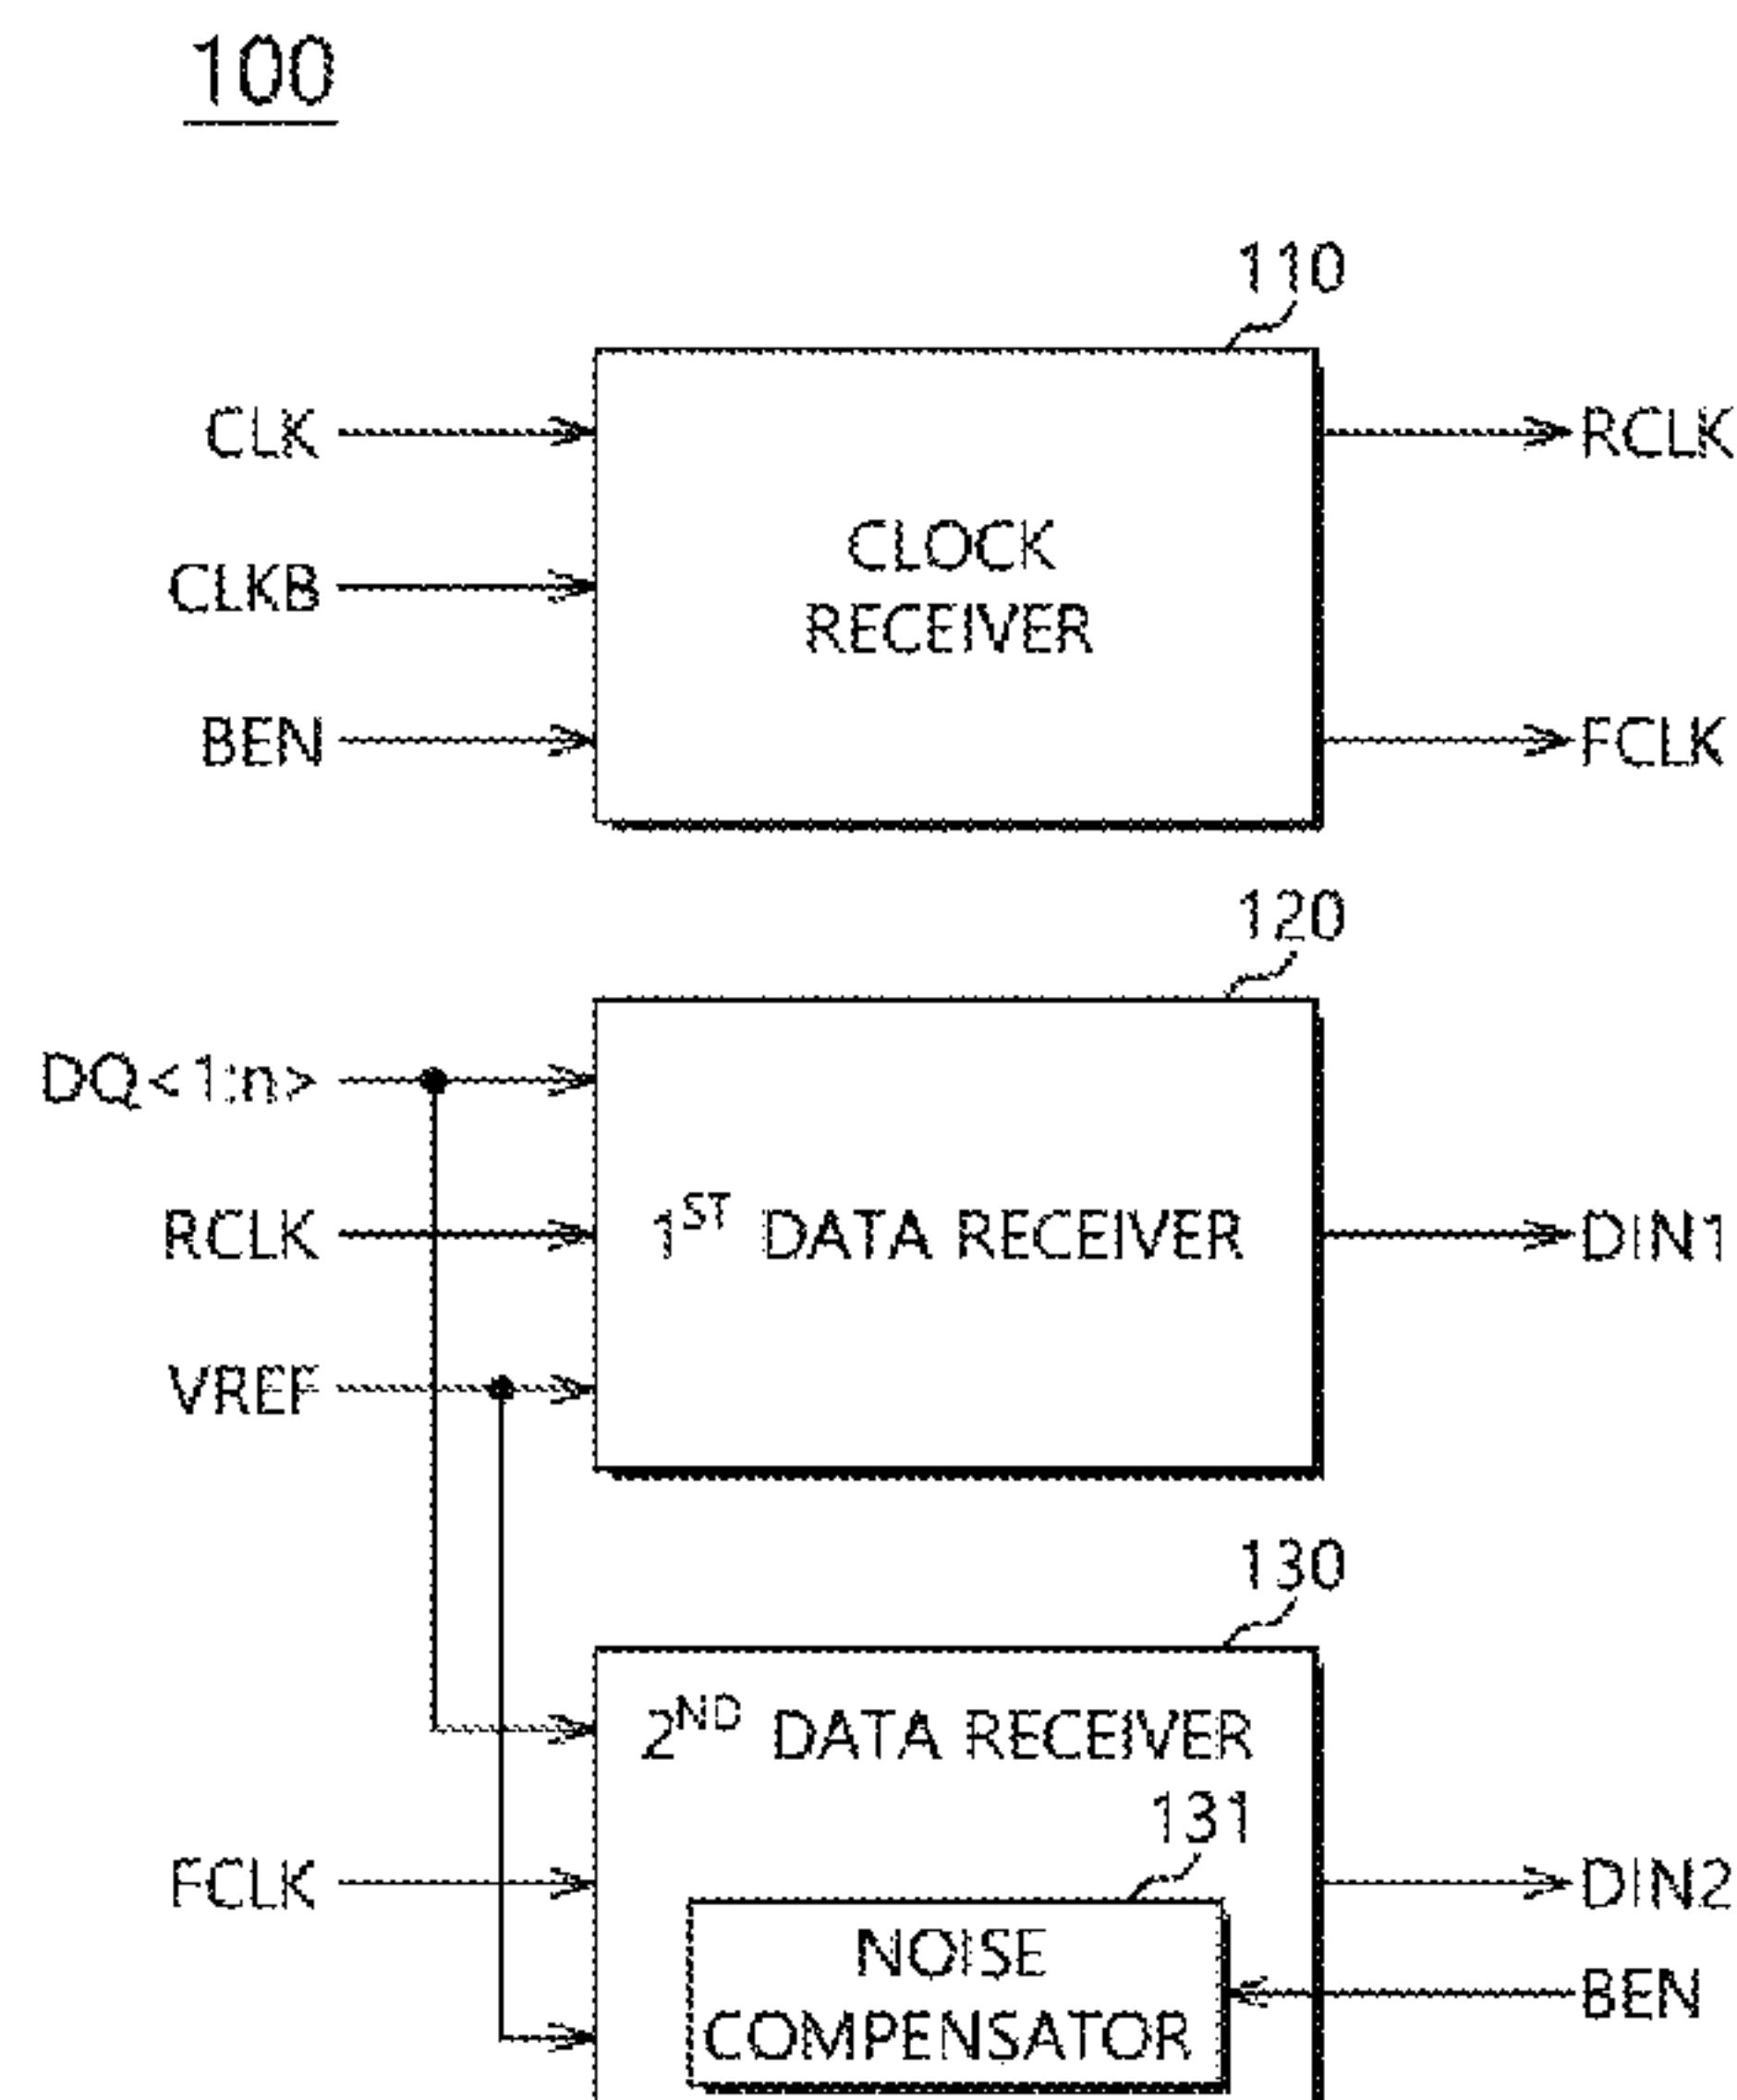 100
110
CLK
RCLK
CLKB
CLOCK
RECEIVER
BEN
FCLK
120
DQ<1:n>
RCLK
1ST DATA RECEIVER
DIN1
VREF
130
2ND DATA RECEIVER
131
FCLK
DIN2
NOISE
COMPENSATOR
BEN